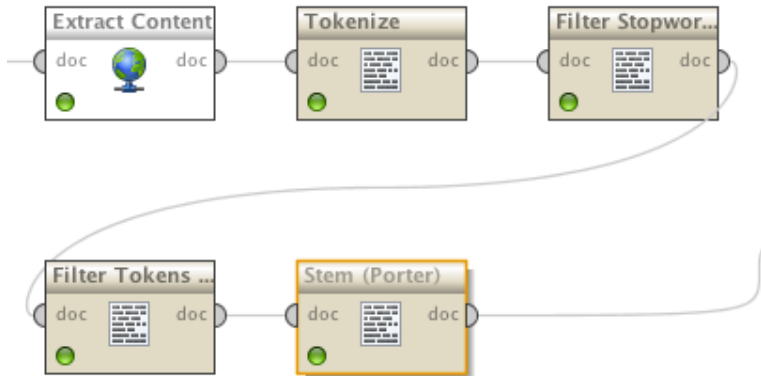 Extract Content
doc doc
Tokenize
doc doc
Filter Stopwor...
doc doc
Filter Tokens ...
doc doc
Stem (Porter)
doc doc